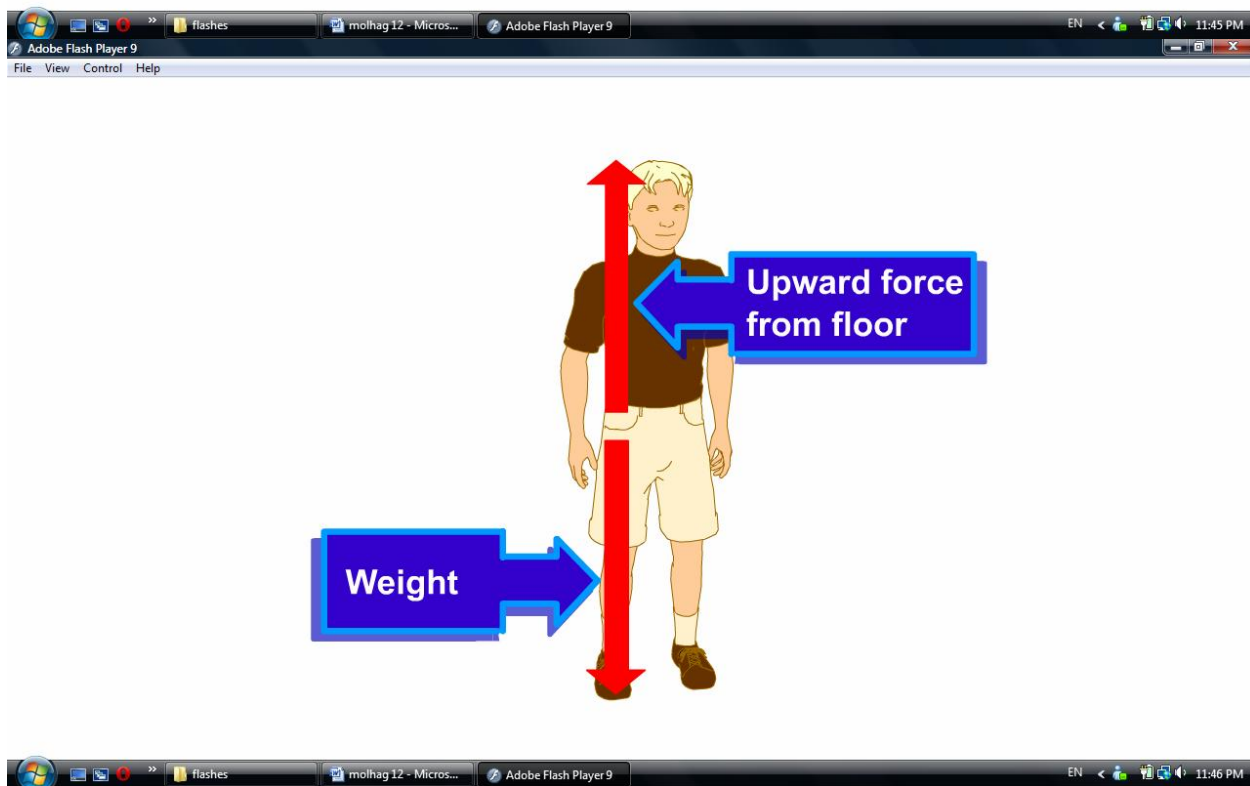 flashes
molhag 12 - Micros...
Adobe Flash Player 9
EN
11:45 PM
Adobe Flash Player 9
File View Control Help
Upward force
from floor
Weight
flashes
molhag 12 - Micros...
Adobe Flash Player 9
EN
11:46 PM